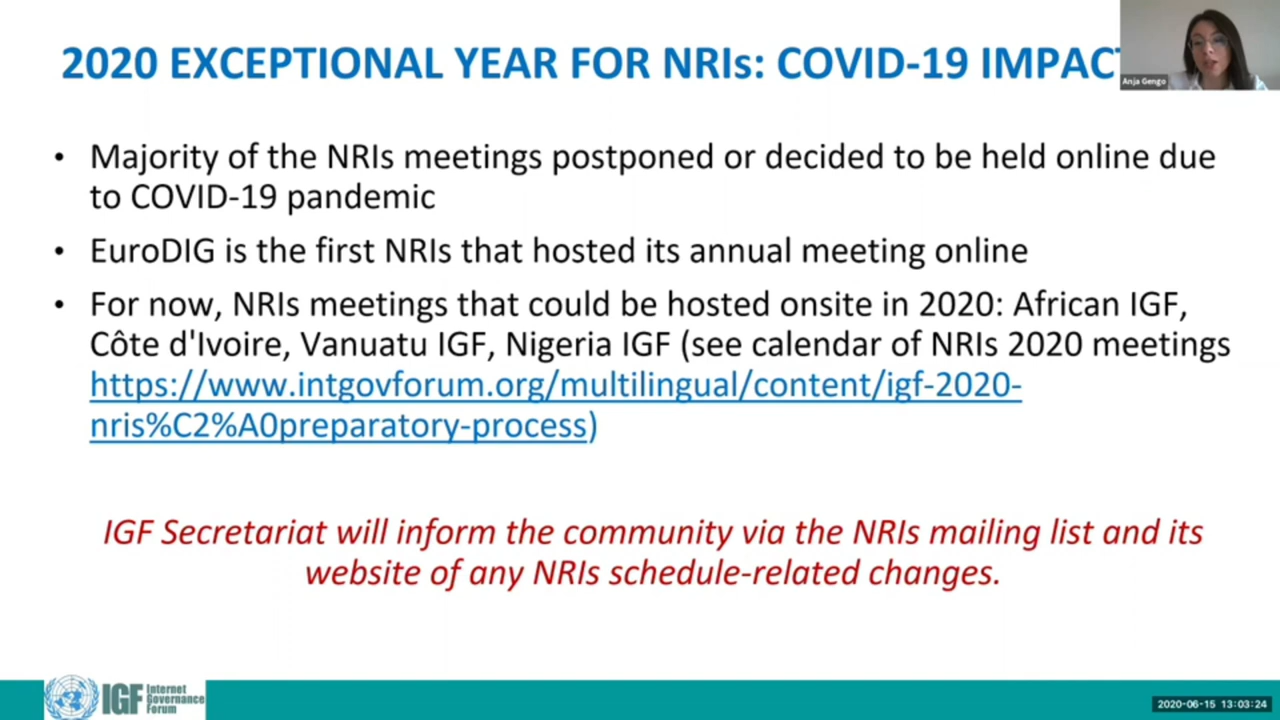 2020 EXCEPTIONAL YEAR FOR NRIs: COVID-19 IMPACT
Anja Gengo
• Majority of the NRIs meetings postponed or decided to be held online due
to COVID-19 pandemic
• EuroDIG is the first NRIs that hosted its annual meeting online
• For now, NRIs meetings that could be hosted onsite in 2020: African IGF,
Côte d'Ivoire, Vanuatu IGF, Nigeria IGF (see calendar of NRIs 2020 meetings
https://www.intgovforum.org/multilingual/content/igf-2020-
nris%C2%A0preparatory-process)
IGF Secretariat will inform the community via the NRIs mailing list and its
website of any NRIs schedule-related changes.
IGF Internet
Governance
Forum
2020-06-15 13:03:24